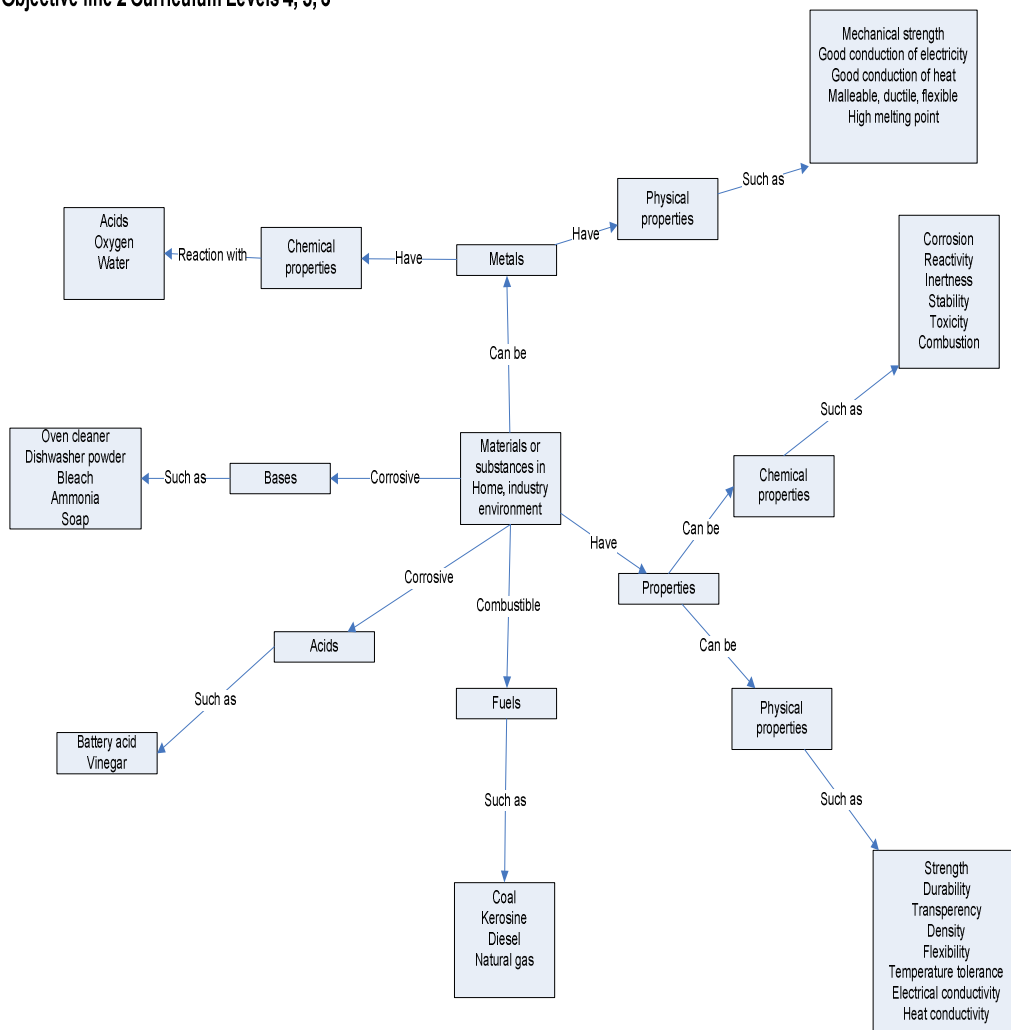 Objective line 2 Curriculum Levels 4, 5, 6
Mechanical strength
Good conduction of electricity
Good conduction of heat
Malleable, ductile, flexible
High melting point
Such as
Physical
properties
Have
Acids
Oxygen
Water
Reaction with
Chemical
properties
Have
Metals
Corrosion
Reactivity
Inertness
Stability
Toxicity
Combustion
Can be
Such as
Oven cleaner
Dishwasher powder
Bleach
Ammonia
Soap
Such as
Bases
Corrosive
Materials or
substances in
Home, industry
environment
Chemical
properties
Can be
Have
Properties
Corrosive
Combustible
Acids
Can be
Such as
Fuels
Physical
properties
Battery acid
Vinegar
Such as
Such as
Coal
Kerosine
Diesel
Natural gas
Strength
Durability
Transperency
Density
Flexibility
Temperature tolerance
Electrical conductivity
Heat conductivity